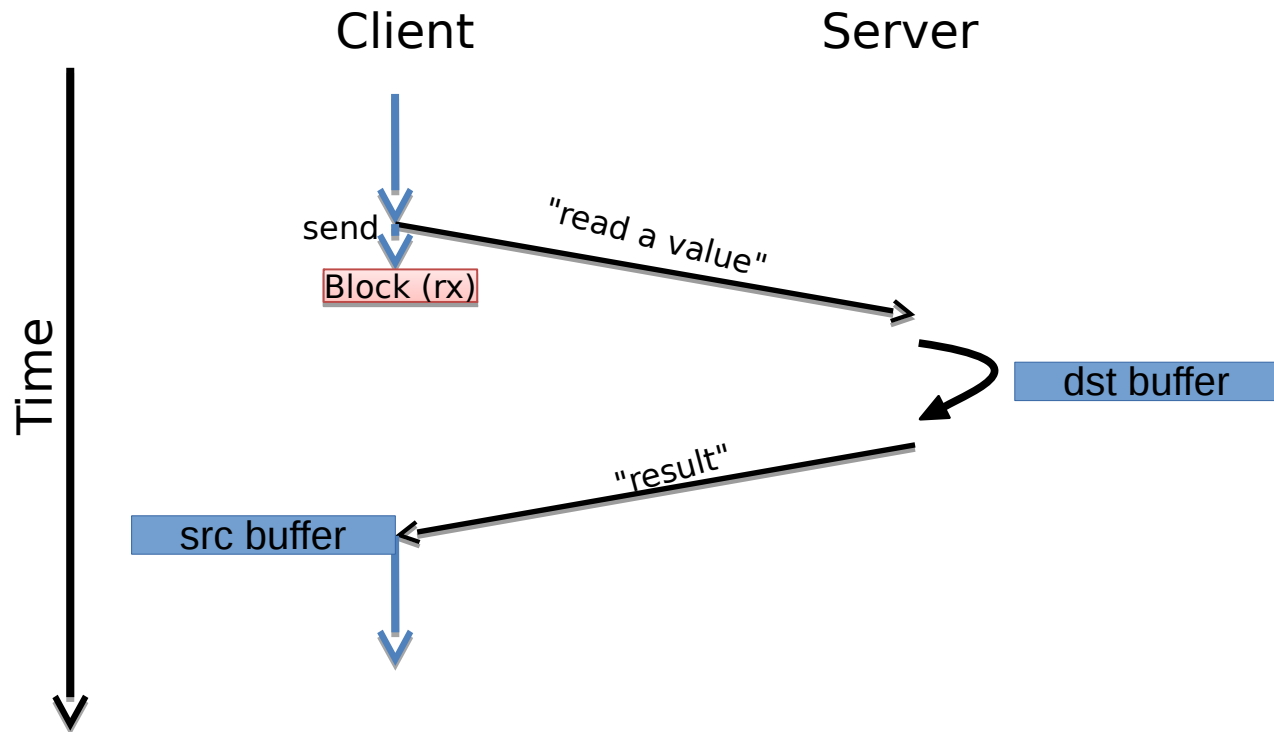 Client
Server
send
"read a value"
Block (rx)
Time
dst buffer
"result"
src buffer